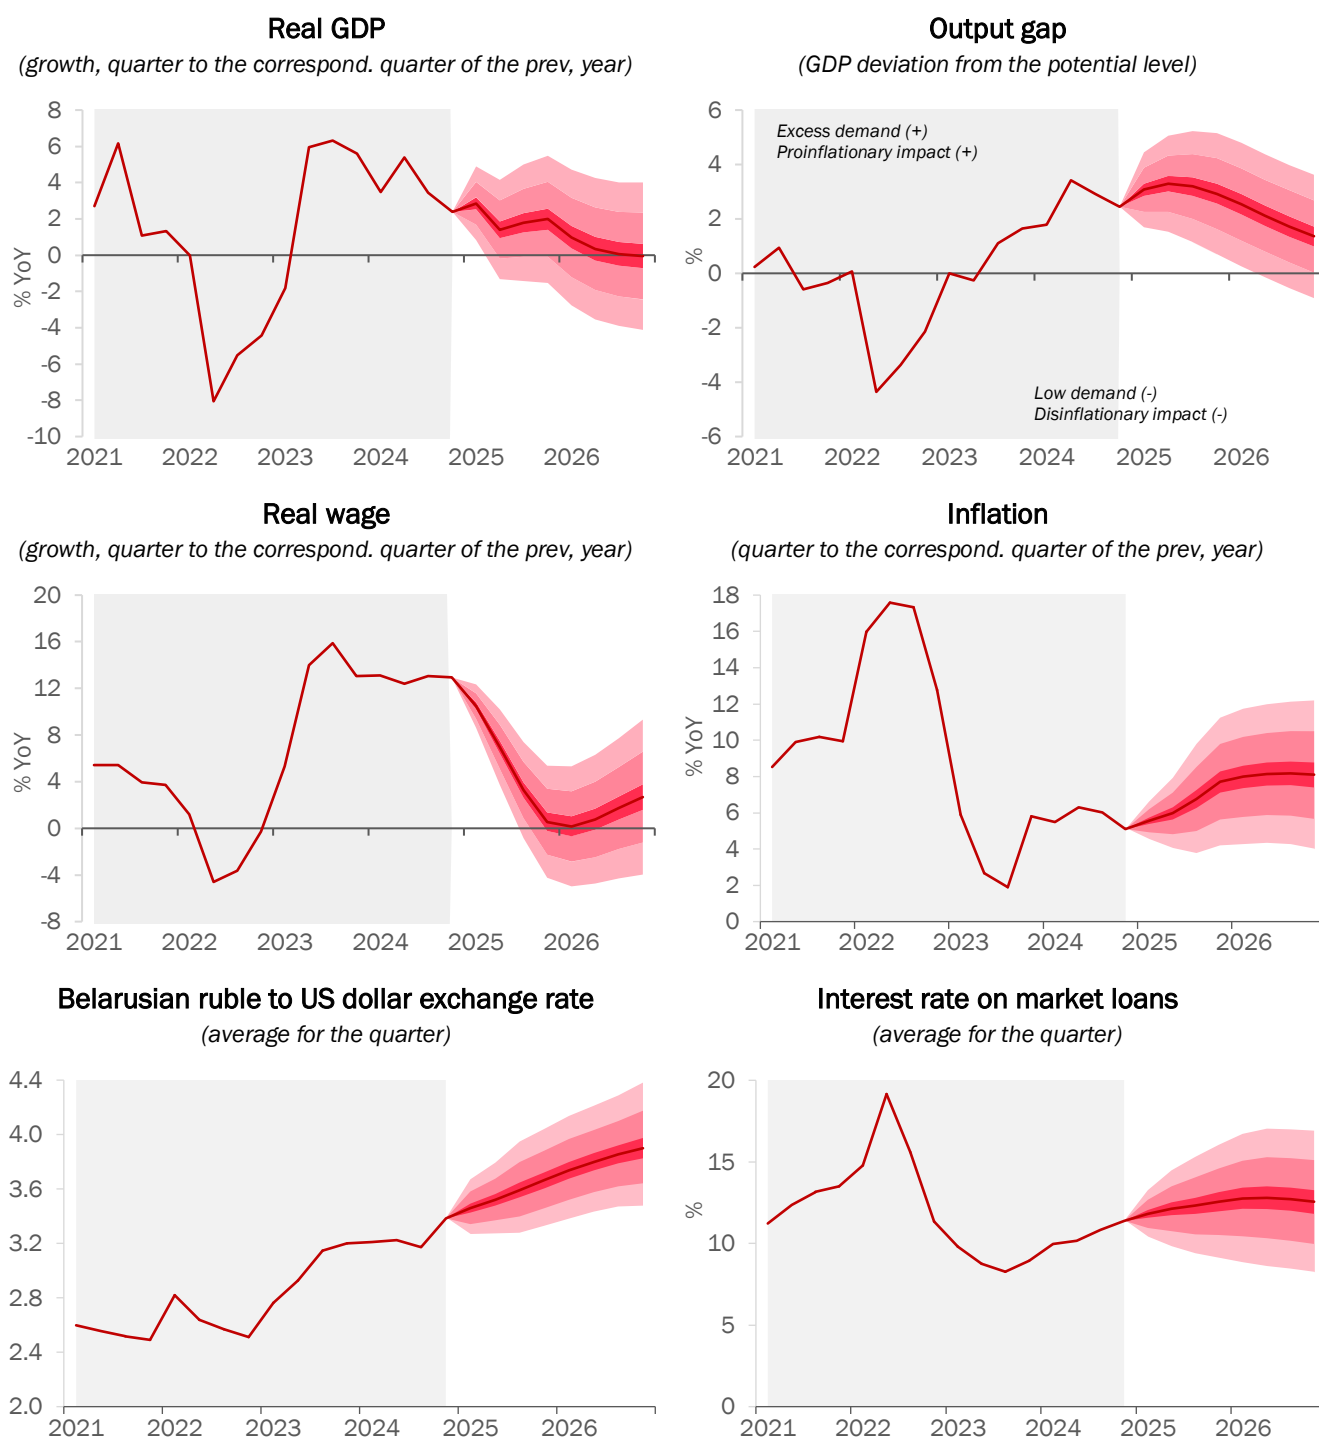 Real GDP
(growth, quarter to the correspond. quarter of the prev, year)
8
6
4
2
0
-2
-4
-6
-8
-10
% YoY
2021 2022 2023 2024 2025 2026
Output gap
(GDP deviation from the potential level)
6
4
2
0
-2
-4
-6
%
Excess demand (+)
Proinflationary impact (+)
Low demand (-)
Disinflationary impact (-)
2021 2022 2023 2024 2025 2026
Real wage
(growth, quarter to the correspond. quarter of the prev, year)
20
16
12
8
4
0
-4
-8
% YoY
2021 2022 2023 2024 2025 2026
Inflation
(quarter to the correspond. quarter of the prev, year)
18
16
14
12
10
8
6
4
2
0
% YoY
2021 2022 2023 2024 2025 2026
Belarusian ruble to US dollar exchange rate
(average for the quarter)
4.4
4.0
3.6
3.2
2.8
2.4
2.0
2021 2022 2023 2024 2025 2026
Interest rate on market loans
(average for the quarter)
20
15
10
5
0
%
2021 2022 2023 2024 2025 2026